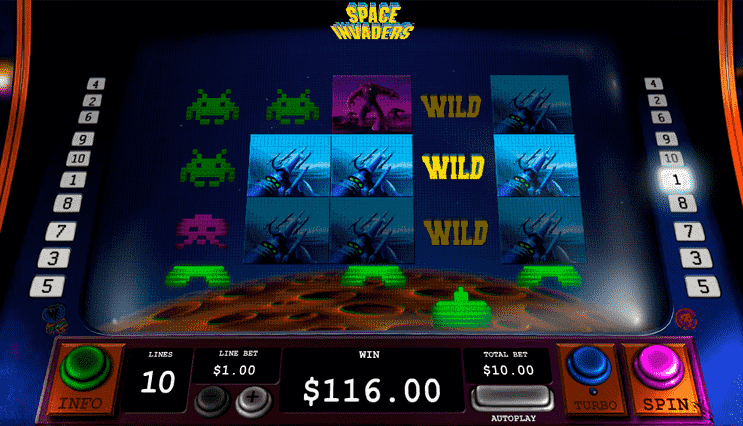 SPACE
INVADERS
4
2
6
9
10
1
8
7
3
5
WILD
WILD
WILD
4
2
6
9
10
1
8
7
3
5
INFO
LINES
10
LINE BET
$1.00
+
WIN
$116.00
TOTAL BET
$10.00
AUTOPLAY
TURBO
SPIN